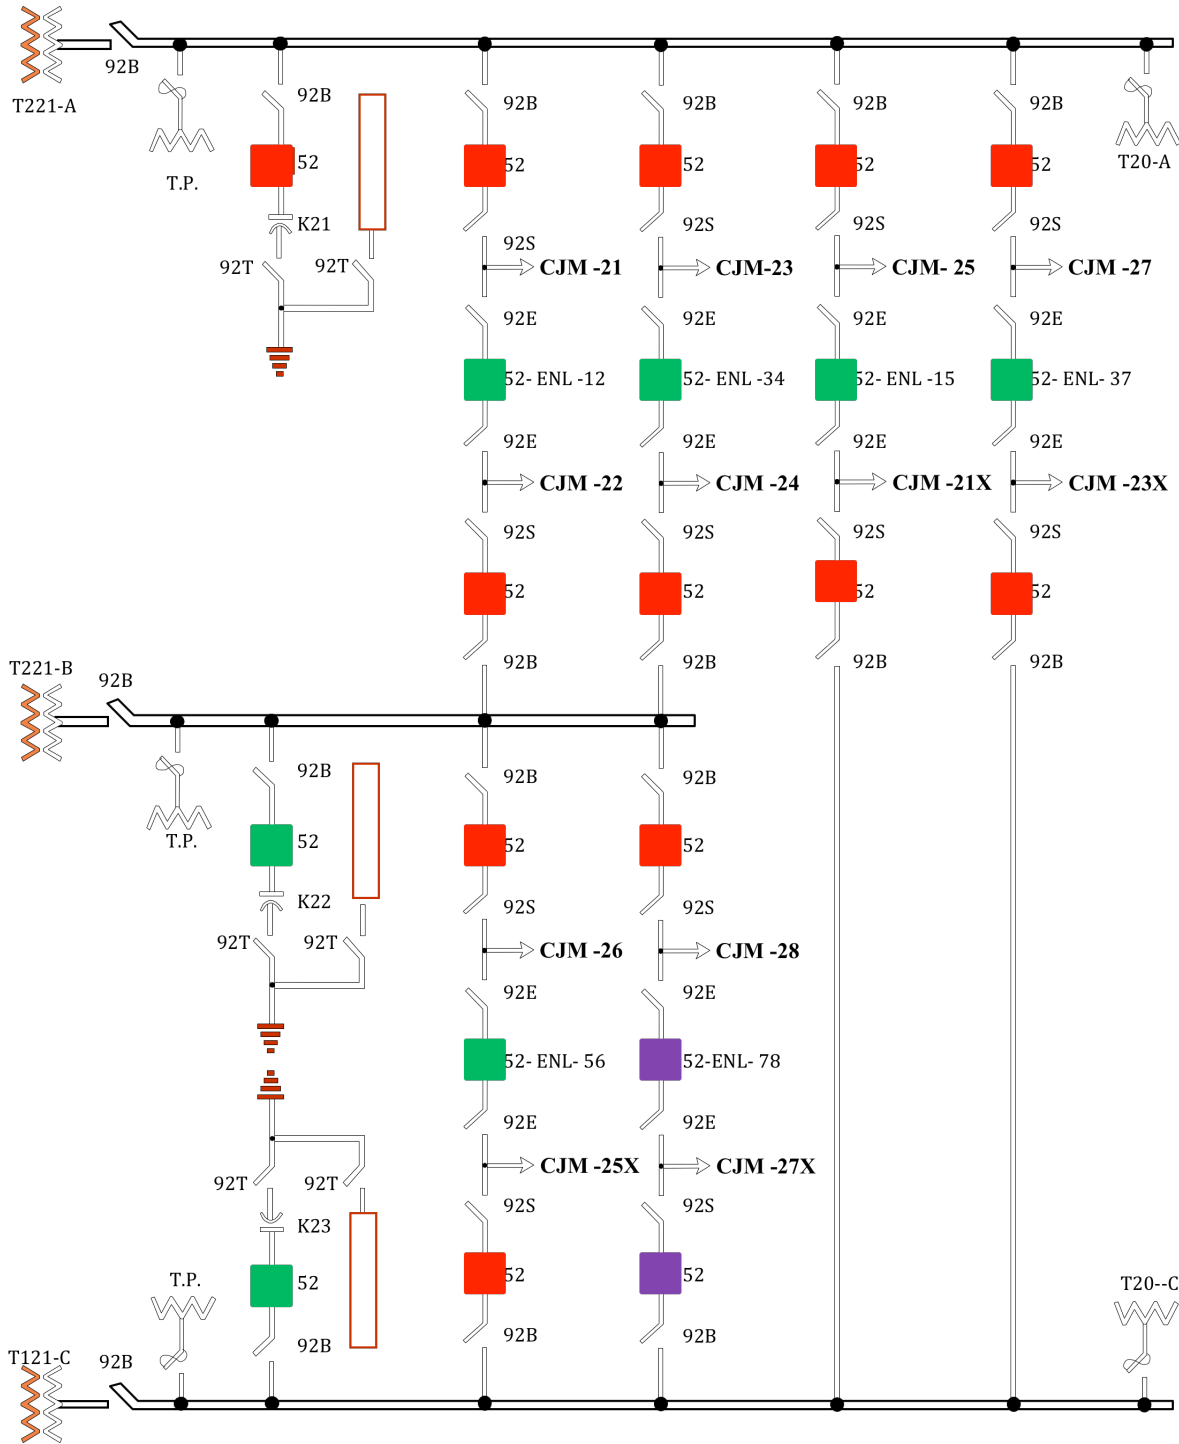 92B
T221-A
T.P.
92B
52
K21
92T
92T
92B
52
92S
92B
52
92S
92B
52
92S
92B
52
92S
T20-A
CJM -21
CJM-23
CJM- 25
CJM -27
92E
92E
92E
92E
52- ENL -12
52- ENL -34
52- ENL -15
52- ENL- 37
92E
92E
92E
92E
CJM -22
CJM -24
CJM -21X
CJM -23X
92S
92S
92S
92S
52
52
52
52
92B
92B
92B
92B
T221-B
92B
T.P.
92B
52
K22
92T
92T
92B
92B
52
52
92S
92S
CJM -26
CJM -28
92E
92E
52- ENL- 56
52-ENL- 78
92E
92E
CJM -25X
CJM -27X
92T
92T
92S
92S
K23
52
52
52
T.P.
T20--C
92B
92B
92B
T121-C
92B